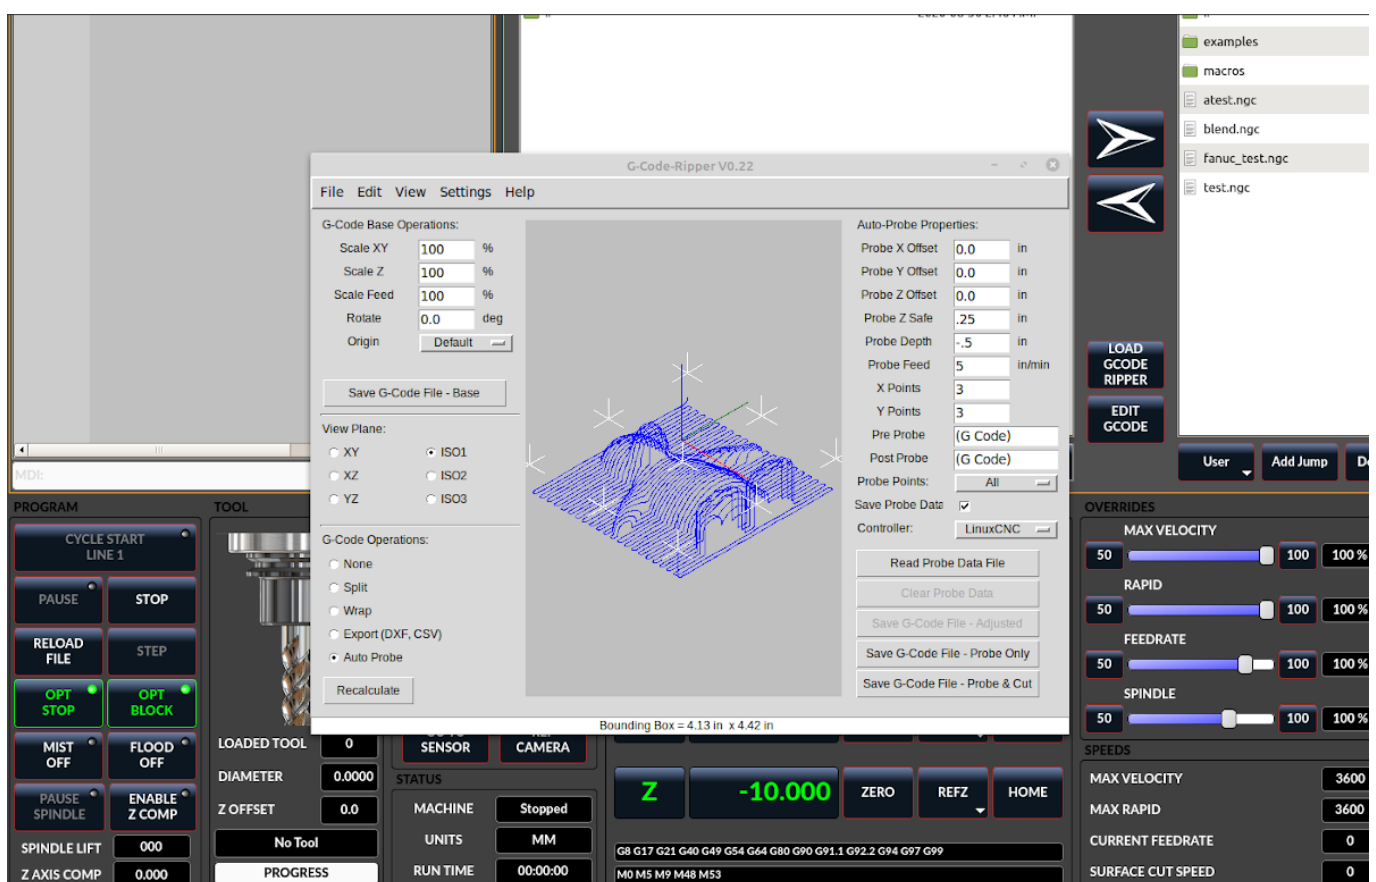 examples
macros
atest.ngc
blend.ngc
fanuc_test.ngc
test.ngc
G-Code-Ripper V0.22
File Edit View Settings Help
G-Code Base Operations:
Scale XY 100 %
Scale Z 100 %
Scale Feed 100 %
Rotate 0.0 deg
Origin Default
Save G-Code File - Base
View Plane:
XY ISO1
XZ ISO2
YZ ISO3
G-Code Operations:
None
Split
Wrap
Export (DXF, CSV)
Auto Probe
Recalculate
Auto-Probe Properties:
Probe X Offset 0.0 in
Probe Y Offset 0.0 in
Probe Z Offset 0.0 in
Probe Z Safe .25 in
Probe Depth -.5 in
Probe Feed 5 in/min
X Points 3
Y Points 3
Pre Probe (G Code)
Post Probe (G Code)
Probe Points: All
Save Probe Data
Controller: LinuxCNC
Read Probe Data File
Clear Probe Data
Save G-Code File - Adjusted
Save G-Code File - Probe Only
Save G-Code File - Probe & Cut
Bounding Box = 4.13 in x 4.42 in
LOAD
GCODE
RIPPER
EDIT
GCODE
User Add Jump
MDI:
PROGRAM
CYCLE START
LINE 1
PAUSE STOP
RELOAD
FILE
STEP
OPT
STOP
OPT
BLOCK
MIST
OFF
FLOOD
OFF
PAUSE
SPINDLE
ENABLE
Z COMP
SPINDLE LIFT 000
Z AXIS COMP 0.000
TOOL
LOADED TOOL 0
DIAMETER 0.0000
Z OFFSET 0.0
No Tool
PROGRESS
SENSOR
CAMERA
STATUS
MACHINE Stopped
UNITS MM
RUN TIME 00:00:00
Z -10.000 ZERO REFZ HOME
G8 G17 G21 G40 G49 G54 G64 G80 G90 G91.1 G92.2 G94 G97 G99
M0 M5 M9 M48 M53
OVERRIDES
MAX VELOCITY
50 100 100 %
RAPID
50 100 100 %
FEEDRATE
50 100 100 %
SPINDLE
50 100 100 %
SPEEDS
MAX VELOCITY 3600
MAX RAPID 3600
CURRENT FEEDRATE 0
SURFACE CUT SPEED 0